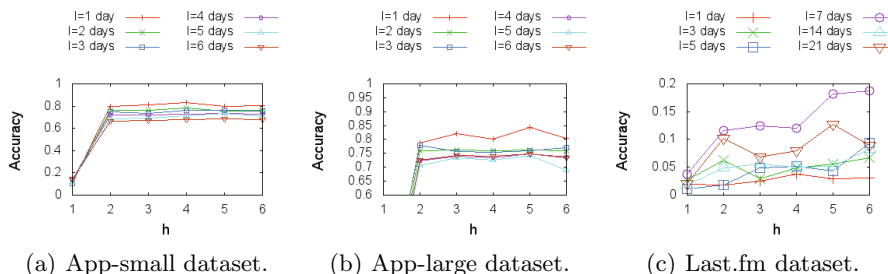 l=1 day
l=2 days
l=3 days
l=4 days
l=5 days
l=6 days
Accuracy
1
0.8
0.6
0.4
0.2
0
1 2 3 4 5 6
h
(a) App-small dataset.
l=1 day
l=2 days
l=3 days
l=4 days
l=5 days
l=6 days
Accuracy
1
0.95
0.9
0.85
0.8
0.75
0.7
0.65
0.6
1 2 3 4 5 6
h
(b) App-large dataset.
l=1 day
l=3 days
l=5 days
l=7 days
l=14 days
l=21 days
Accuracy
0.2
0.15
0.1
0.05
0
1 2 3 4 5 6
h
(c) Last.fm dataset.